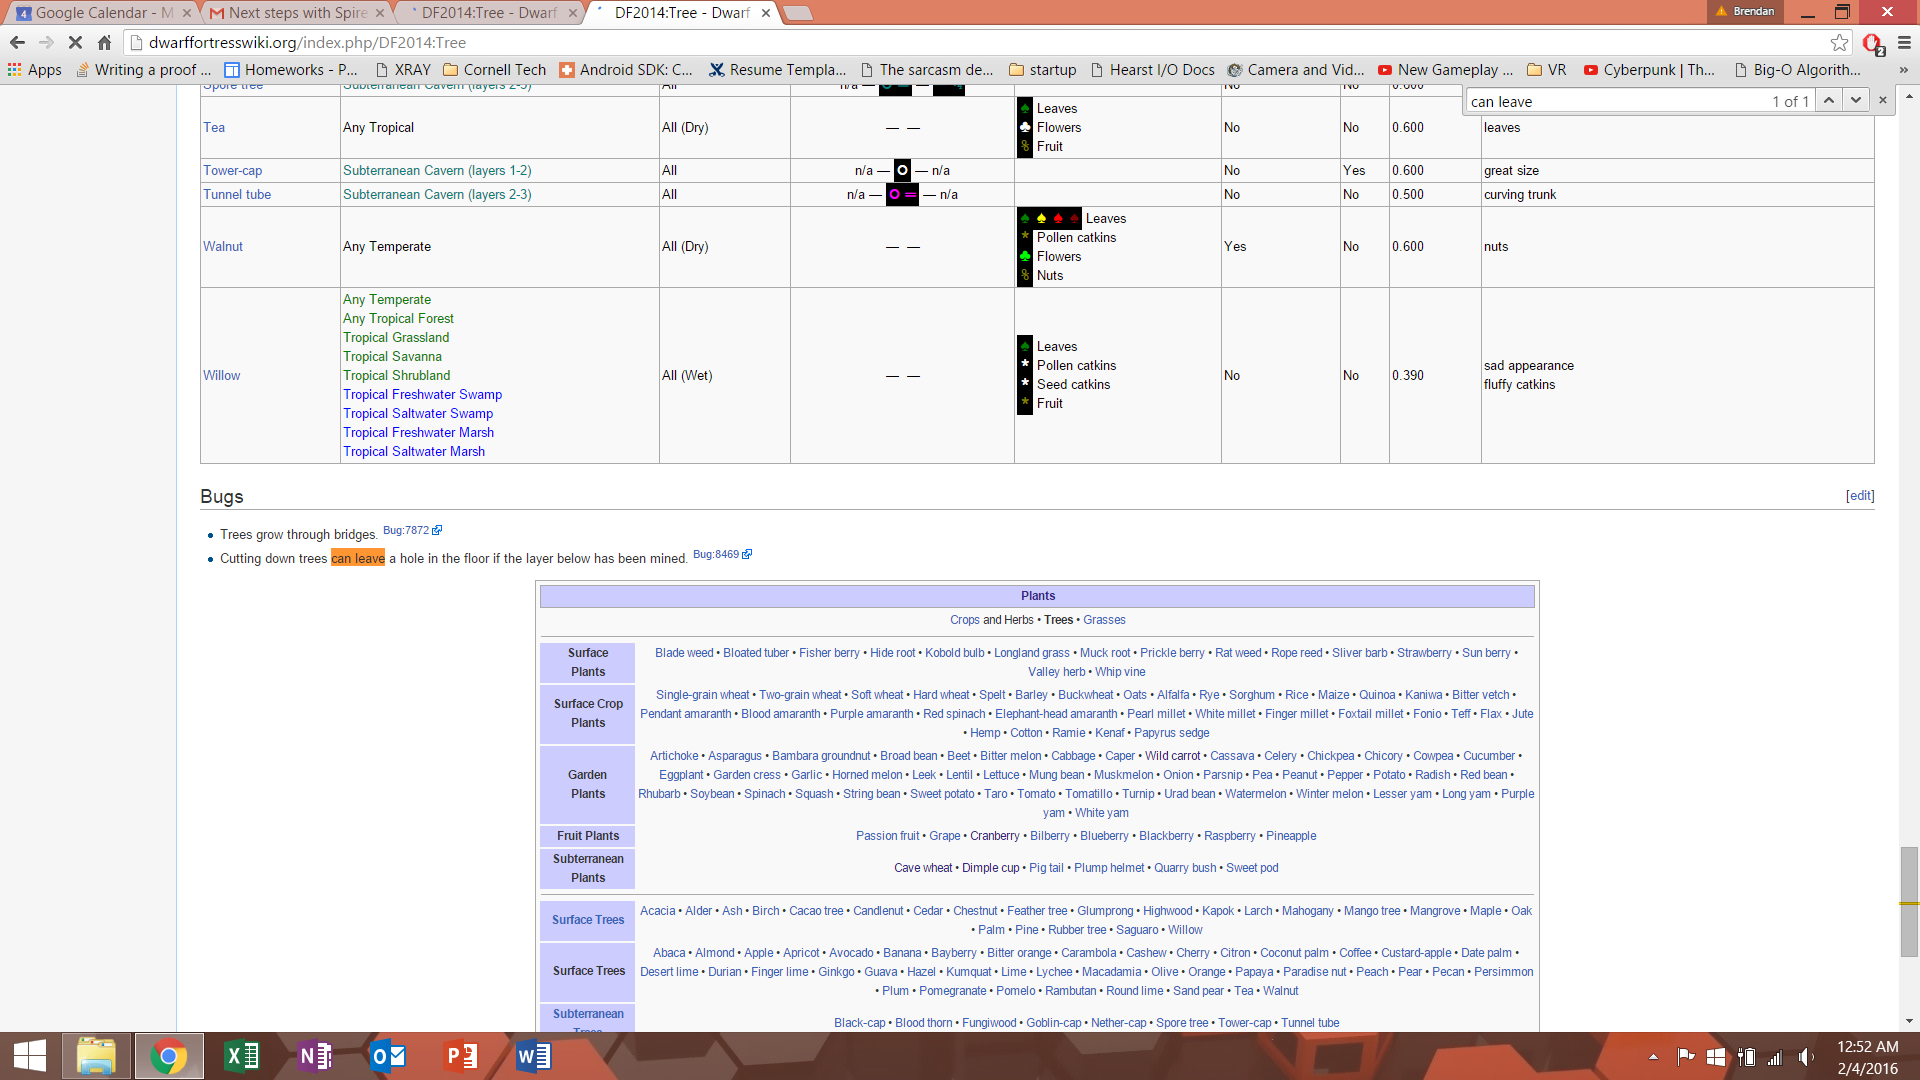 Google Calendar - M
Next steps with Spire
DF2014:Tree - Dwarf
DF2014:Tree - Dwarf
Brendan
dwarffortresswiki.org/index.php/DF2014:Tree
2
Apps
Writing a proof ...
Homeworks - P...
XRAY
Cornell Tech
Android SDK: C...
Resume Templa...
The sarcasm de...
startup
Hearst I/O Docs
Camera and Vid...
New Gameplay ...
VR
Cyberpunk | Th...
Big-O Algorith...
»
can leave 1 of 1
Spore tree Subterranean Cavern (layers 2-3) All n/a — No No 0.600
Tea Any Tropical All (Dry) — — Leaves No No 0.600 leaves
Flowers
Fruit
Tower-cap Subterranean Cavern (layers 1-2) All n/a — O — n/a No Yes 0.600 great size
Tunnel tube Subterranean Cavern (layers 2-3) All n/a — O = — n/a No No 0.500 curving trunk
Walnut Any Temperate All (Dry) — — Leaves Yes No 0.600 nuts
Pollen catkins
Flowers
Nuts
Willow Any Temperate All (Wet) — — Leaves No No 0.390 sad appearance
Any Tropical Forest Pollen catkins fluffy catkins
Tropical Grassland Seed catkins
Tropical Savanna Fruit
Tropical Shrubland
Tropical Freshwater Swamp
Tropical Saltwater Swamp
Tropical Freshwater Marsh
Tropical Saltwater Marsh
Bugs [edit]
• Trees grow through bridges. Bug:7872
• Cutting down trees can leave a hole in the floor if the layer below has been mined. Bug:8469
Plants
Crops and Herbs • Trees • Grasses
Surface Plants
Blade weed • Bloated tuber • Fisher berry • Hide root • Kobold bulb • Longland grass • Muck root • Prickle berry • Rat weed • Rope reed • Sliver barb • Strawberry • Sun berry •
Valley herb • Whip vine
Surface Crop Plants
Single-grain wheat • Two-grain wheat • Soft wheat • Hard wheat • Spelt • Barley • Buckwheat • Oats • Alfalfa • Rye • Sorghum • Rice • Maize • Quinoa • Kaniwa • Bitter vetch •
Pendant amaranth • Blood amaranth • Purple amaranth • Red spinach • Elephant-head amaranth • Pearl millet • White millet • Finger millet • Foxtail millet • Fonio • Teff • Flax • Jute
• Hemp • Cotton • Ramie • Kenaf • Papyrus sedge
Garden Plants
Artichoke • Asparagus • Bambara groundnut • Broad bean • Beet • Bitter melon • Cabbage • Caper • Wild carrot • Cassava • Celery • Chickpea • Chicory • Cowpea • Cucumber •
Eggplant • Garden cress • Garlic • Horned melon • Leek • Lentil • Lettuce • Mung bean • Muskmelon • Onion • Parsnip • Pea • Peanut • Pepper • Potato • Radish • Red bean •
Rhubarb • Soybean • Spinach • Squash • String bean • Sweet potato • Taro • Tomato • Tomatillo • Turnip • Urad bean • Watermelon • Winter melon • Lesser yam • Long yam • Purple
yam • White yam
Fruit Plants
Passion fruit • Grape • Cranberry • Bilberry • Blueberry • Blackberry • Raspberry • Pineapple
Subterranean Plants
Cave wheat • Dimple cup • Pig tail • Plump helmet • Quarry bush • Sweet pod
Surface Trees
Acacia • Alder • Ash • Birch • Cacao tree • Candlenut • Cedar • Chestnut • Feather tree • Glumprong • Highwood • Kapok • Larch • Mahogany • Mango tree • Mangrove • Maple • Oak
• Palm • Pine • Rubber tree • Saguaro • Willow
Surface Trees
Abaca • Almond • Apple • Apricot • Avocado • Banana • Bayberry • Bitter orange • Carambola • Cashew • Cherry • Citron • Coconut palm • Coffee • Custard-apple • Date palm •
Desert lime • Durian • Finger lime • Ginkgo • Guava • Hazel • Kumquat • Lime • Lychee • Macadamia • Olive • Orange • Papaya • Paradise nut • Peach • Pear • Pecan • Persimmon
• Plum • Pomegranate • Pomelo • Rambutan • Round lime • Sand pear • Tea • Walnut
Subterranean Trees
Black-cap • Blood thorn • Fungiwood • Goblin-cap • Nether-cap • Spore tree • Tower-cap • Tunnel tube
12:52 AM
2/4/2016